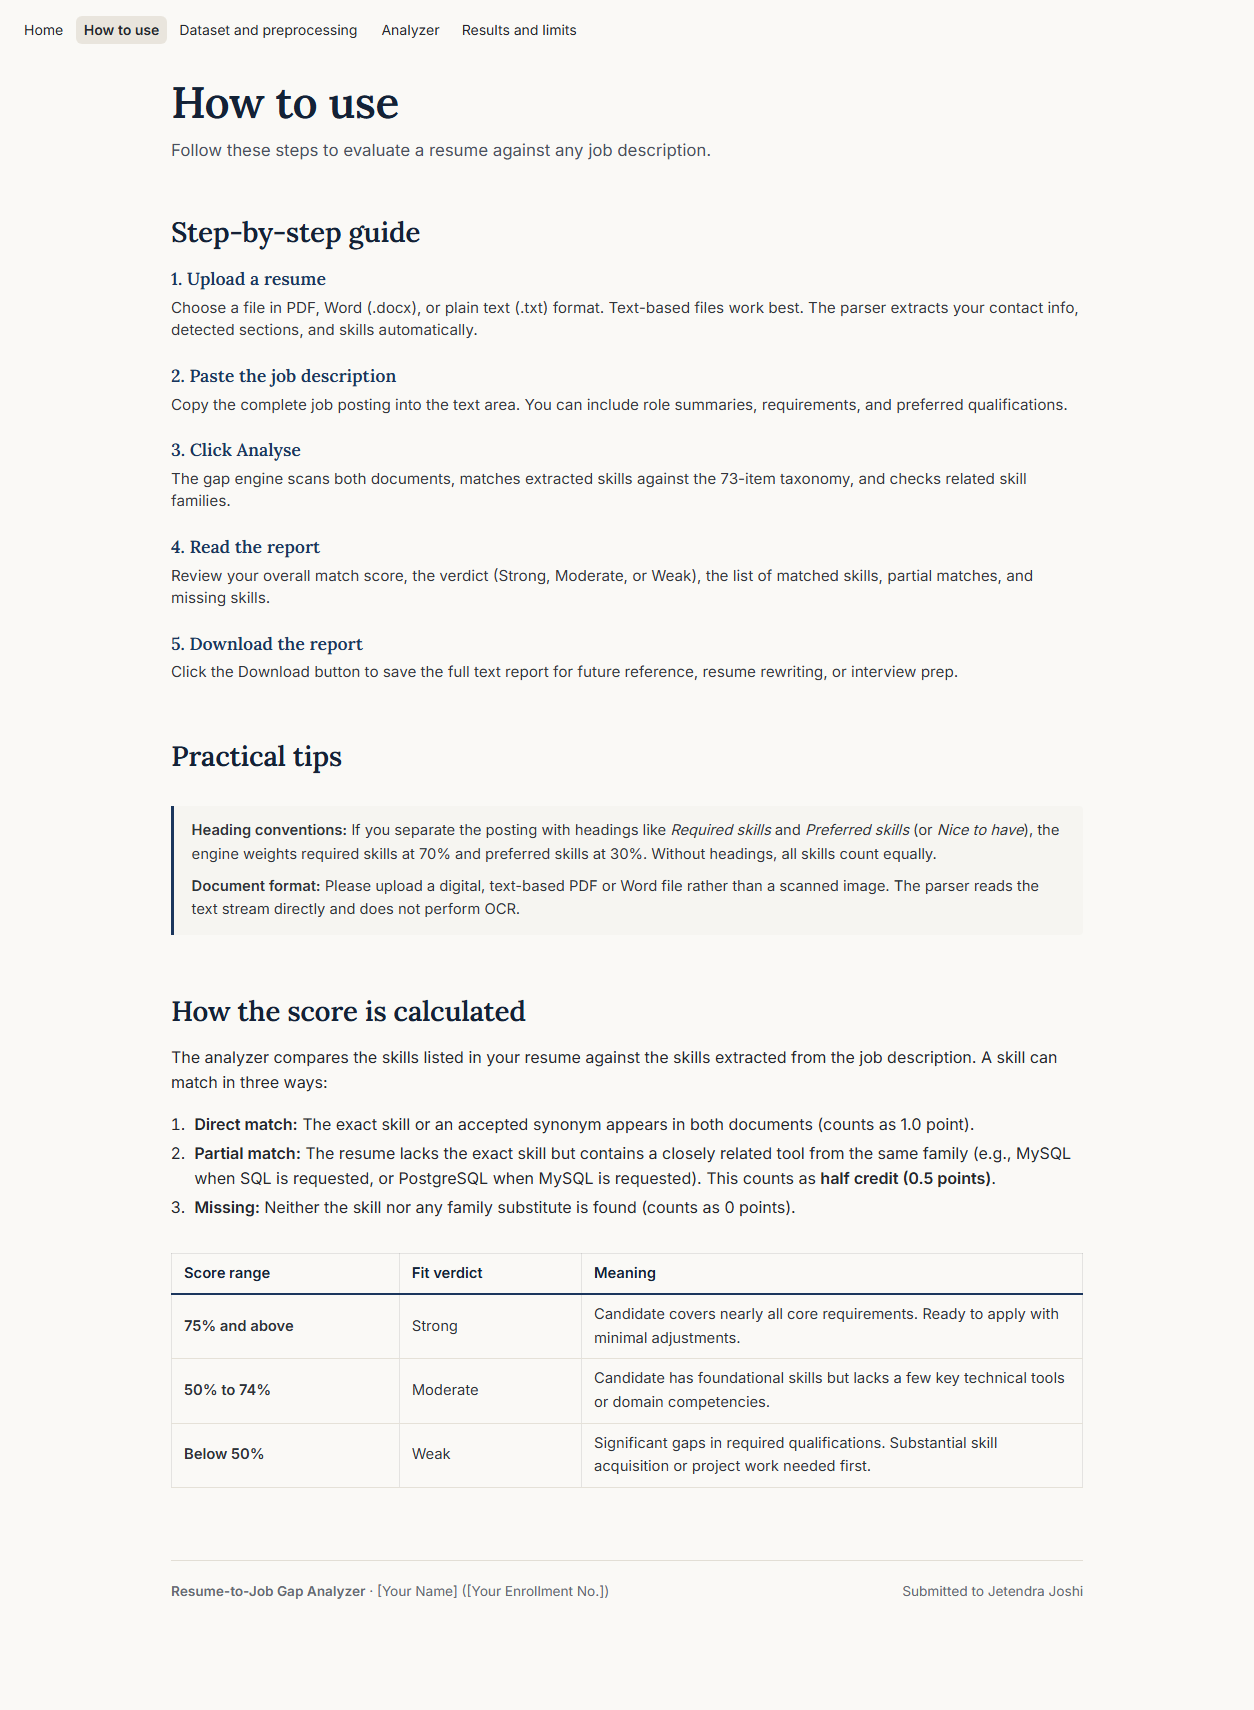 Home How to use Dataset and preprocessing Analyzer Results and limits
How to use
Follow these steps to evaluate a resume against any job description.
Step-by-step guide
1. Upload a resume
Choose a file in PDF, Word (.docx), or plain text (.txt) format. Text-based files work best. The parser extracts your contact info,
detected sections, and skills automatically.
2. Paste the job description
Copy the complete job posting into the text area. You can include role summaries, requirements, and preferred qualifications.
3. Click Analyse
The gap engine scans both documents, matches extracted skills against the 73-item taxonomy, and checks related skill
families.
4. Read the report
Review your overall match score, the verdict (Strong, Moderate, or Weak), the list of matched skills, partial matches, and
missing skills.
5. Download the report
Click the Download button to save the full text report for future reference, resume rewriting, or interview prep.
Practical tips
Heading conventions: If you separate the posting with headings like Required skills and Preferred skills (or Nice to have), the
engine weights required skills at 70% and preferred skills at 30%. Without headings, all skills count equally.
Document format: Please upload a digital, text-based PDF or Word file rather than a scanned image. The parser reads the
text stream directly and does not perform OCR.
How the score is calculated
The analyzer compares the skills listed in your resume against the skills extracted from the job description. A skill can
match in three ways:
1. Direct match: The exact skill or an accepted synonym appears in both documents (counts as 1.0 point).
2. Partial match: The resume lacks the exact skill but contains a closely related tool from the same family (e.g., MySQL
when SQL is requested, or PostgreSQL when MySQL is requested). This counts as half credit (0.5 points).
3. Missing: Neither the skill nor any family substitute is found (counts as 0 points).
Score range Fit verdict Meaning
75% and above Strong Candidate covers nearly all core requirements. Ready to apply with
minimal adjustments.
50% to 74% Moderate Candidate has foundational skills but lacks a few key technical tools
or domain competencies.
Below 50% Weak Significant gaps in required qualifications. Substantial skill
acquisition or project work needed first.
Resume-to-Job Gap Analyzer · [Your Name] ([Your Enrollment No.]) Submitted to Jetendra Joshi